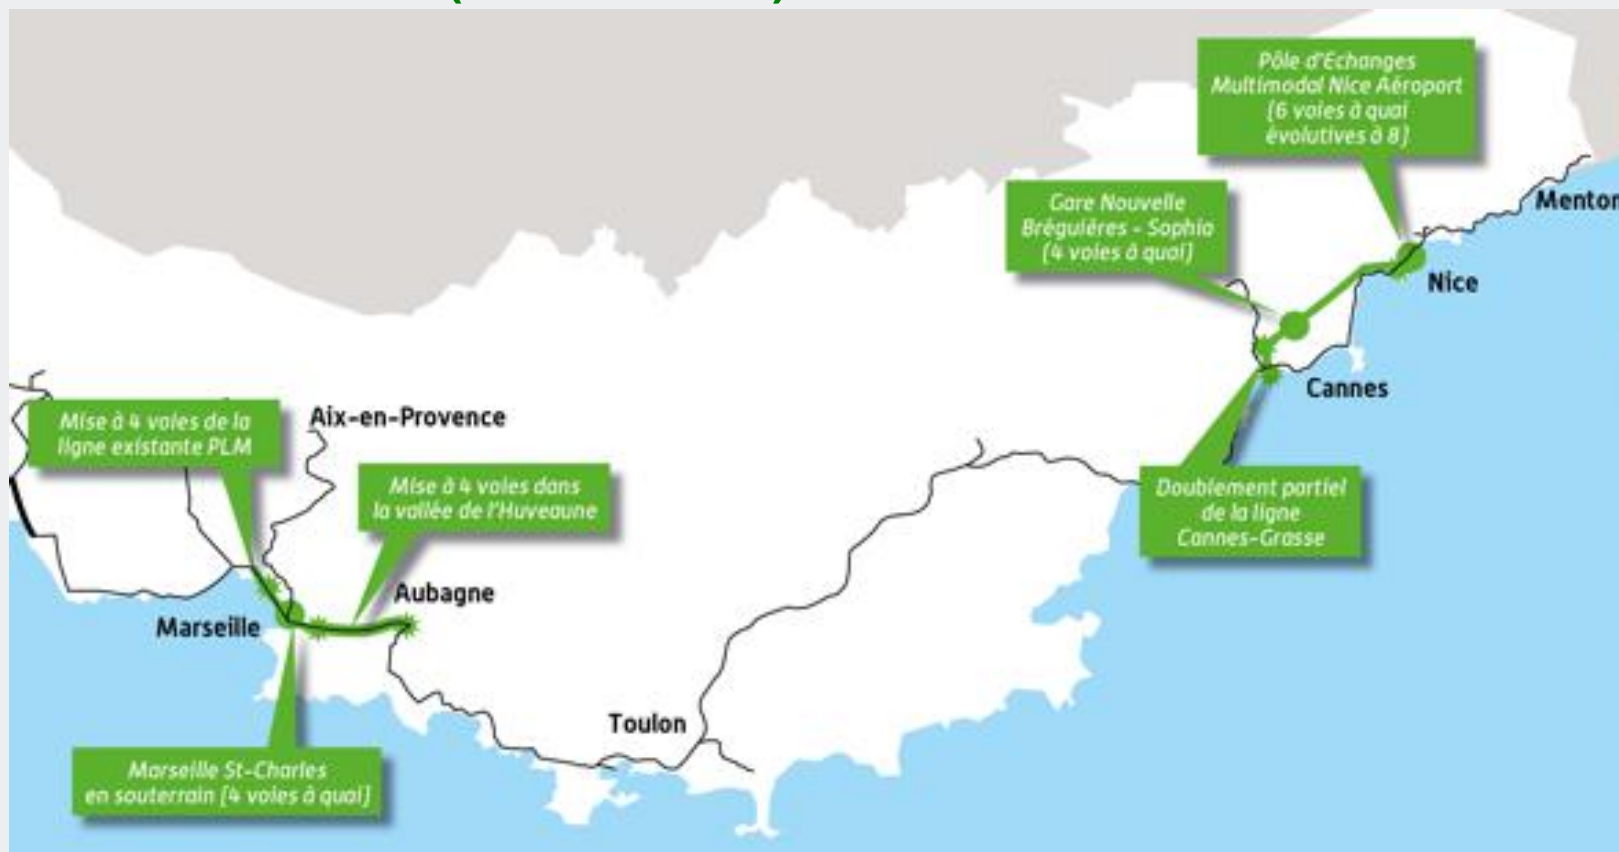 Pôle d'Echanges
Multimodal Nice Aéroport
(6 voies à quai
évolutives à 8)
Menton
Gare Nouvelle
Bréguières - Sophia
(4 voies à quai)
Nice
Cannes
Mise à 4 voies de la
ligne existante PLM
Aix-en-Provence
Mise à 4 voies dans
la vallée de l'Huveaune
Doublement partiel
de la ligne
Cannes-Grasse
Aubagne
Marseille
Toulon
Marseille St-Charles
en souterrain (4 voies à quai)